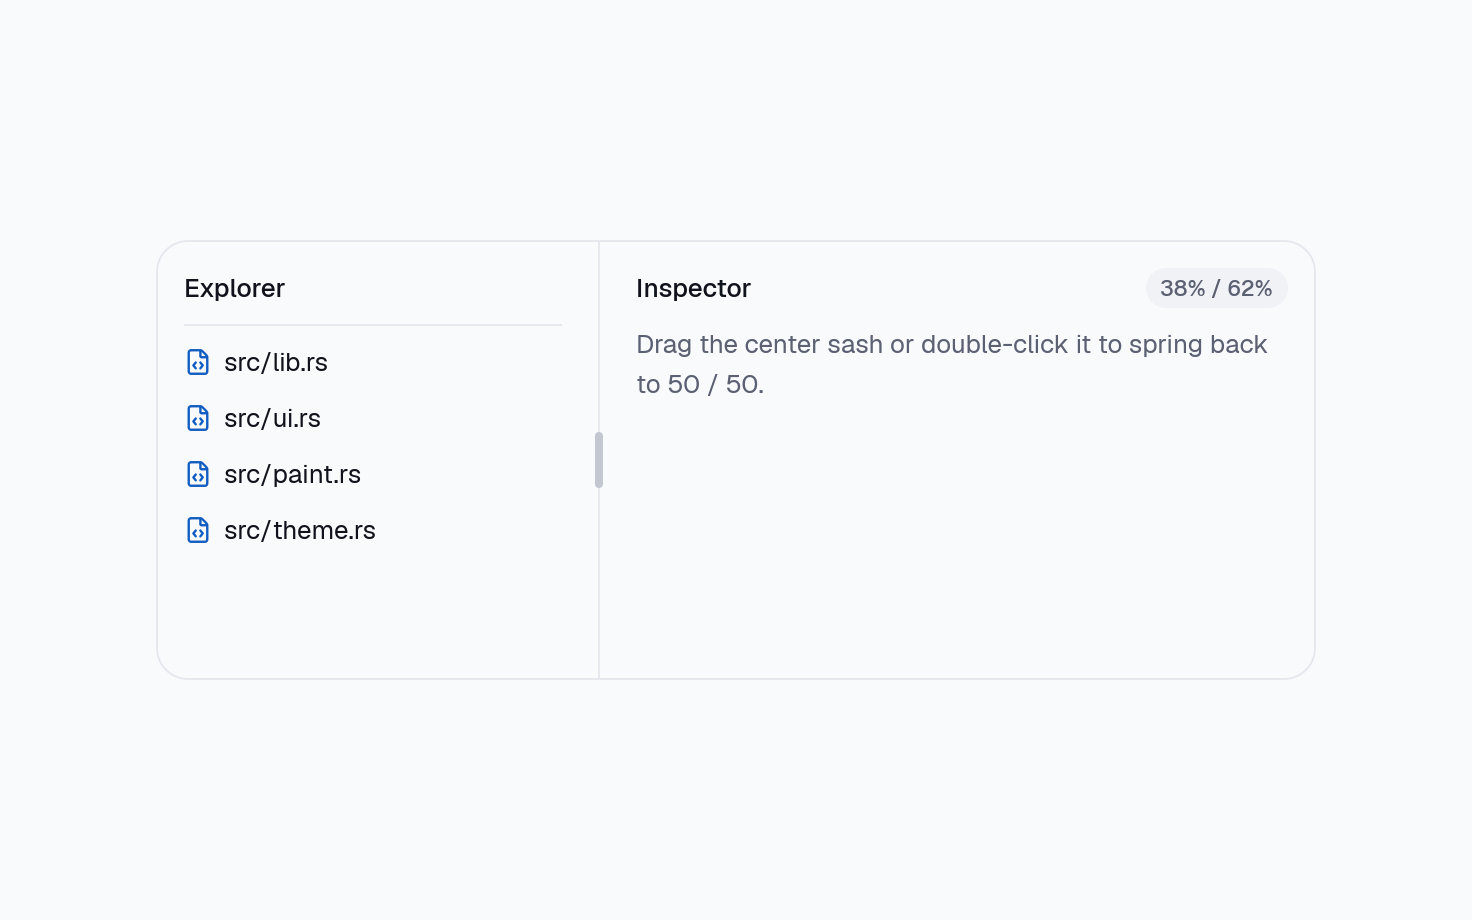 Explorer
src/lib.rs
src/ui.rs
src/paint.rs
src/theme.rs
Inspector
38% / 62%
Drag the center sash or double-click it to spring back
to 50 / 50.